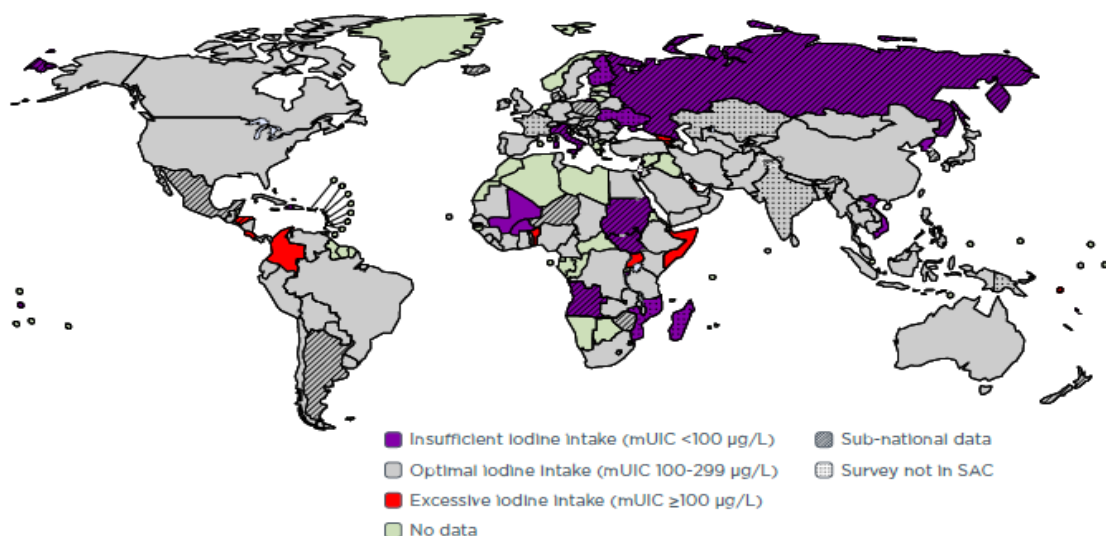 Insufficient iodine intake (mUIC <100 µg/L)
Optimal iodine intake (mUIC 100-299 µg/L)
Excessive iodine intake (mUIC ≥100 µg/L)
No data
Sub-national data
Survey not in SAC